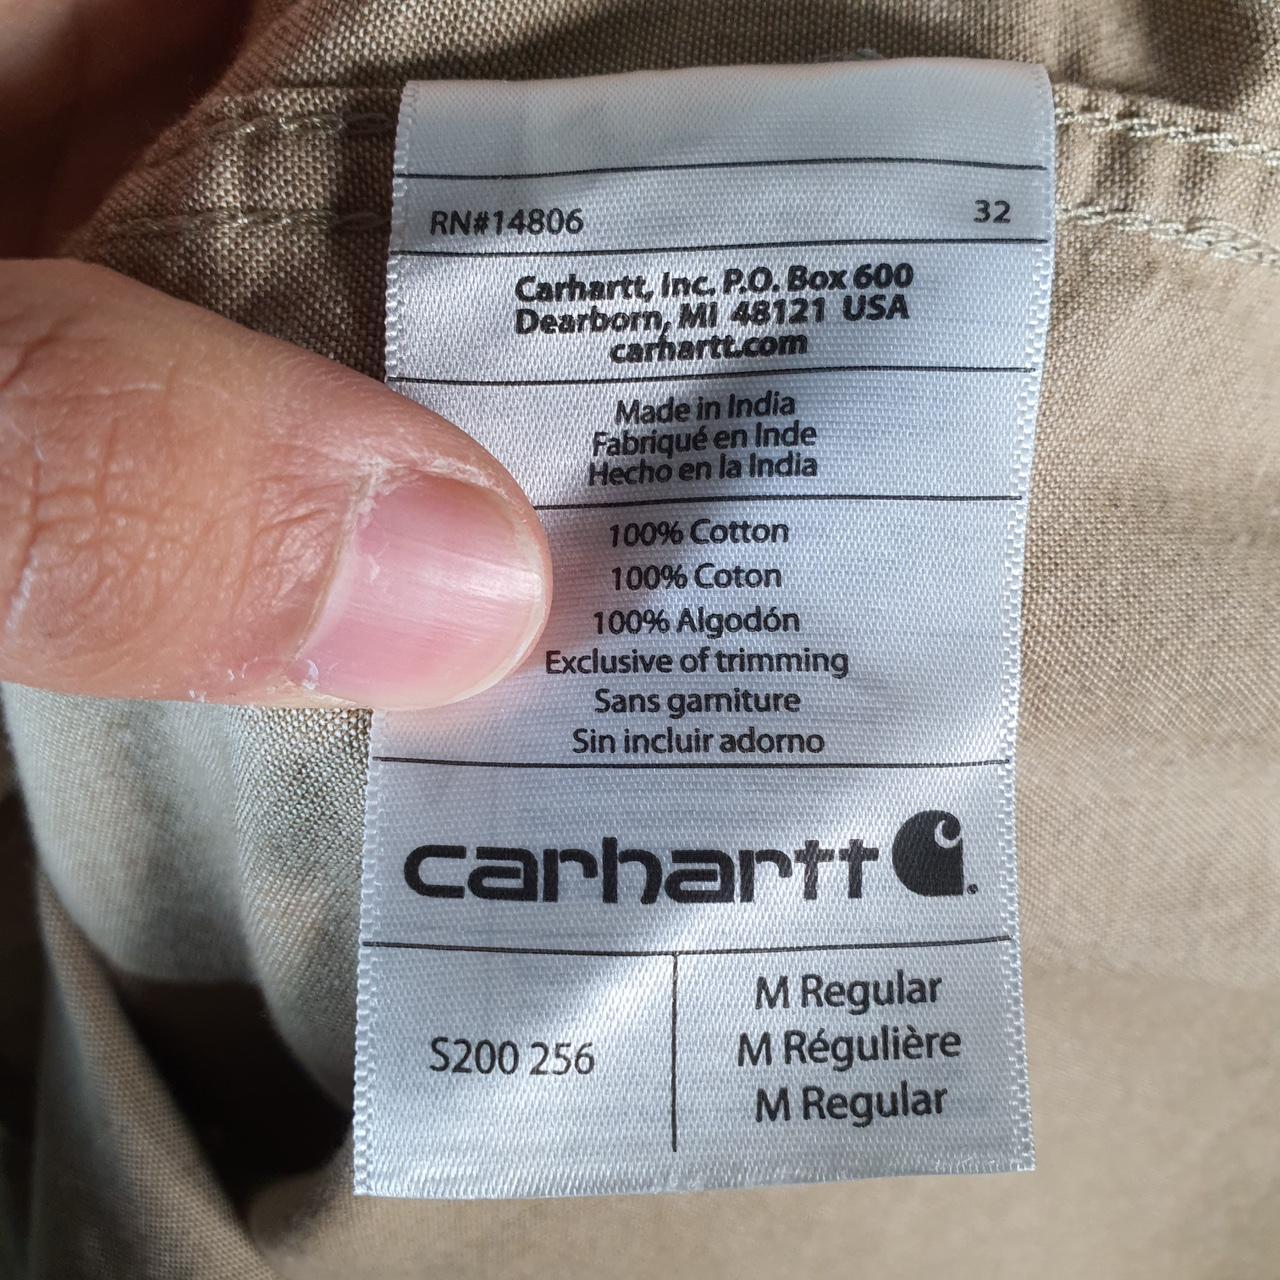 RN#14806 32
Carhartt, Inc. P.O. Box 600
Dearborn, MI 48121 USA
carhartt.com
Made in India
Fabriqué en Inde
Hecho en la India
100% Cotton
100% Coton
100% Algodón
Exclusive of trimming
Sans garniture
Sin incluir adorno
carhartt
S200 256
M Regular
M Régulière
M Regular